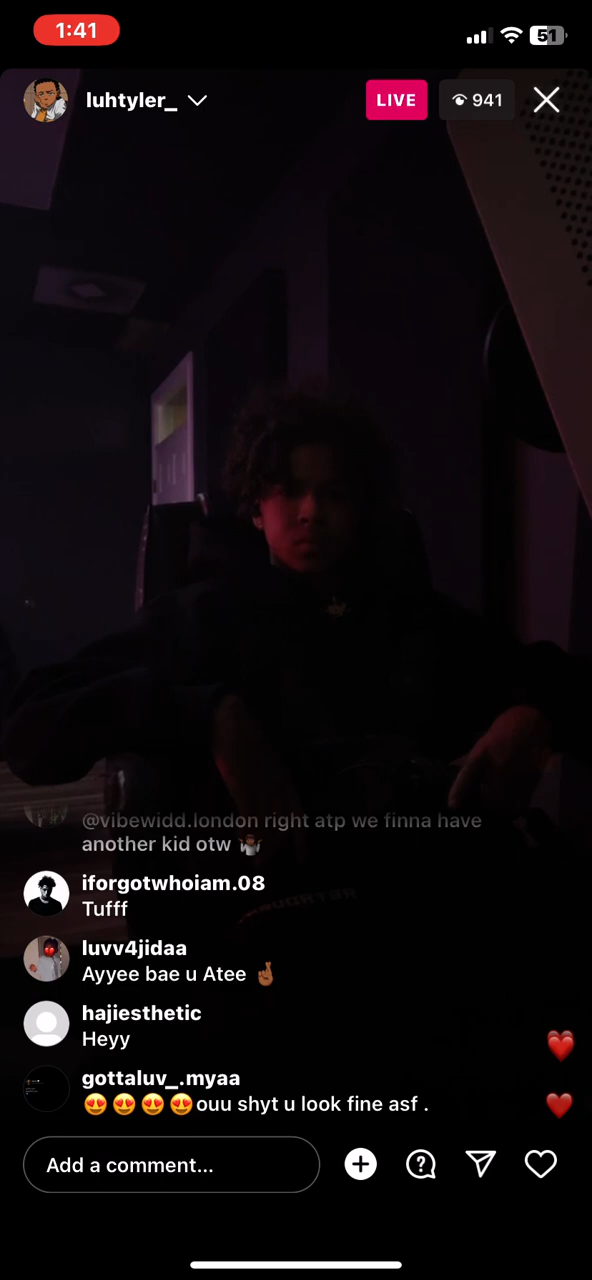 1:41
51
luhtyler_
LIVE
941
@vibewidd.london right atp we finna have
another kid otw 🤷🏾‍♂️
iforgotwhoiam.08
Tufff
luvv4jidaa
Ayyee bae u Atee 🤞🏾
hajiesthetic
Heyy
gottaluv_.myaa
😍😍😍😍ouu shyt u look fine asf .
Add a comment...